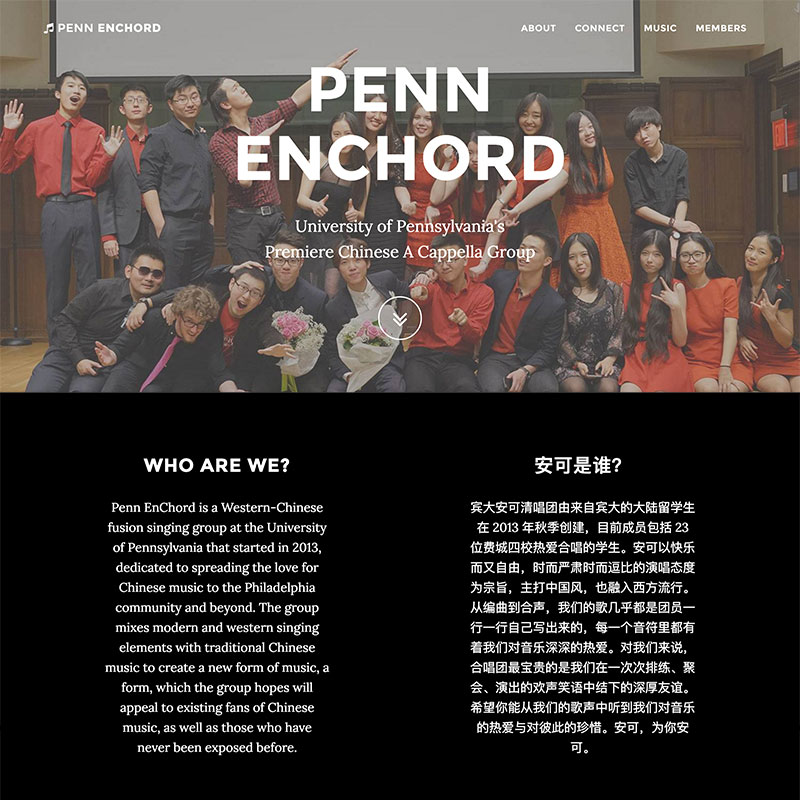 PENN ENCHORD
ABOUT CONNECT MUSIC MEMBERS
PENN
ENCHORD
University of Pennsylvania's
Premiere Chinese A Cappella Group
WHO ARE WE?
Penn EnChord is a Western-Chinese
fusion singing group at the University
of Pennsylvania that started in 2013,
dedicated to spreading the love for
Chinese music to the Philadelphia
community and beyond. The group
mixes modern and western singing
elements with traditional Chinese
music to create a new form of music, a
form, which the group hopes will
appeal to existing fans of Chinese
music, as well as those who have
never been exposed before.
安可是谁?
宾大安可清唱团由来自宾大的大陆留学生
在 2013 年秋季创建，目前成员包括 23
位费城四校热爱合唱的学生。安可以快乐
而又自由，时而严肃时而逗比的演唱态度
为宗旨，主打中国风，也融入西方流行。
从编曲到合声，我们的歌几乎都是团员一
行一行自己写出来的，每一个音符里都有
着我们对音乐深深的热爱。对我们来说，
合唱团最宝贵的是我们在一次次排练、聚
会、演出的欢声笑语中结下的深厚友谊。
希望你能从我们的歌声中听到我们对音乐
的热爱与对彼此的珍惜。安可，为你安
可。